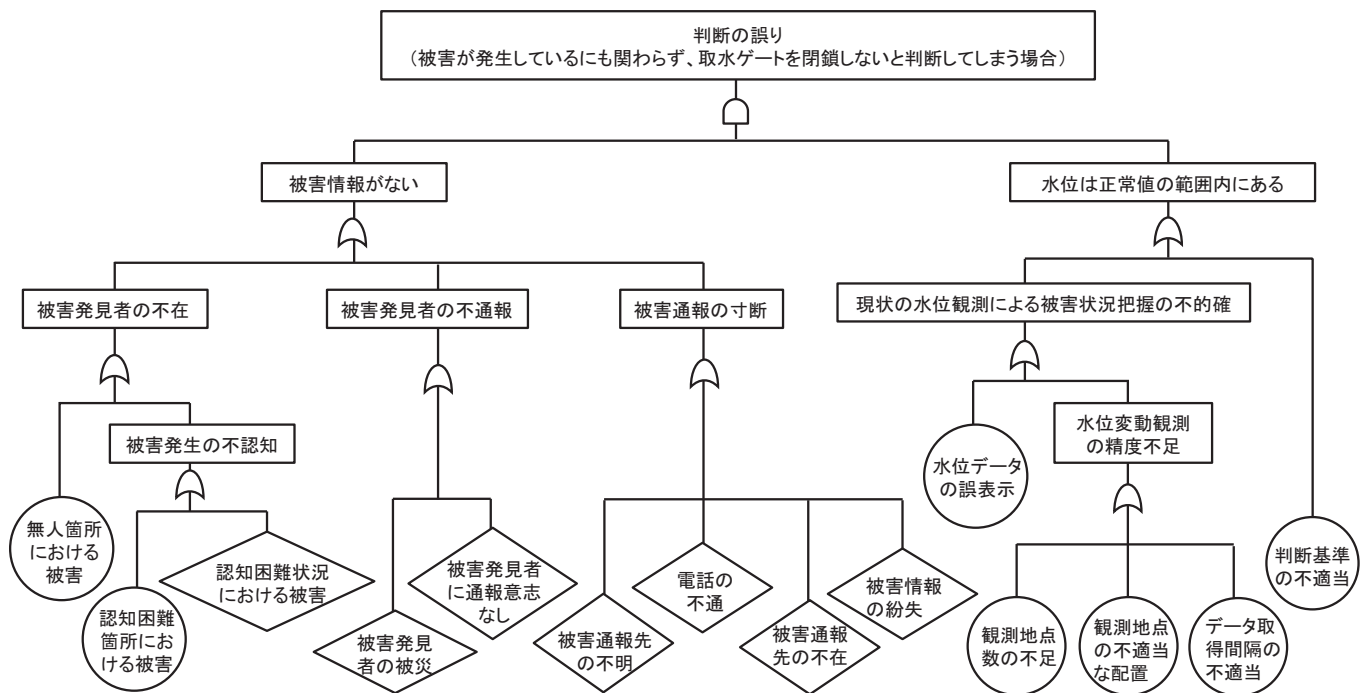 判断の誤り
(被害が発生しているにも関わらず、取水ゲートを閉鎖しないと判断してしまう場合)
被害情報がない
水位は正常値の範囲内にある
被害発見者の不在
被害発見者の不通報
被害通報の寸断
現状の水位観測による被害状況把握の不的確
被害発生の不認知
水位変動観測
の精度不足
水位データ
の誤表示
無人箇所
における
被害
認知困難
箇所にお
ける被害
認知困難状況
における被害
被害発見
者の被災
被害発見者
に通報意志
なし
被害通報先
の不明
電話の
不通
被害通報
先の不在
被害情報
の紛失
観測地点
数の不足
観測地点
の不適当
な配置
データ取
得間隔の
不適当
判断基準
の不適当